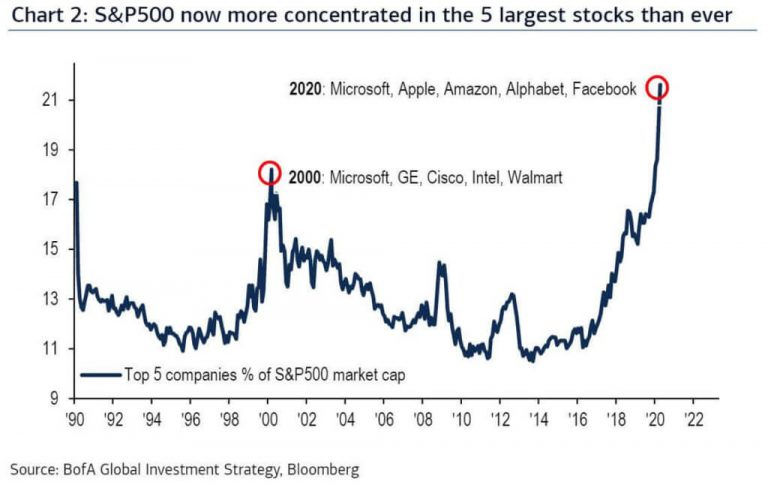 Chart 2: S&P500 now more concentrated in the 5 largest stocks than ever
2020: Microsoft, Apple, Amazon, Alphabet, Facebook
2000: Microsoft, GE, Cisco, Intel, Walmart
21
19
17
15
13
11
9
Top 5 companies % of S&P500 market cap
'90 '92 '94 '96 '98 '00 '02 '04 '06 '08 '10 '12 '14 '16 '18 '20 '22
Source: BofA Global Investment Strategy, Bloomberg